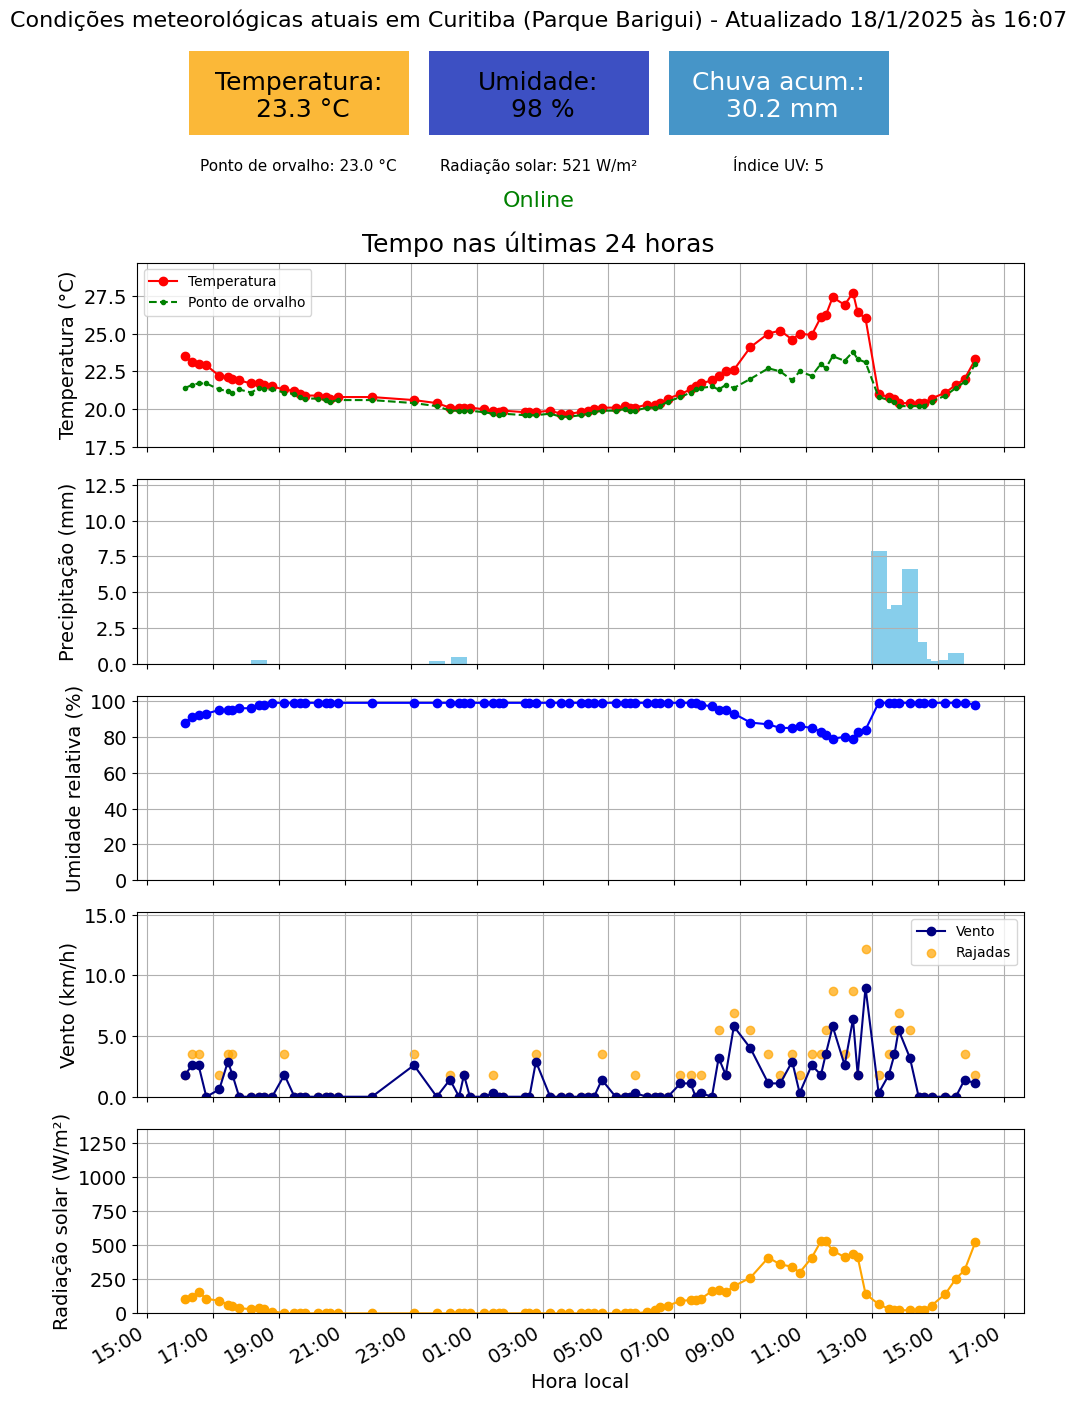 Condições meteorológicas atuais em Curitiba (Parque Barigui) - Atualizado 18/1/2025 às 16:07
Temperatura:
23.3 °C
Umidade:
98 %
Chuva acum.:
30.2 mm
Ponto de orvalho: 23.0 °C
Radiação solar: 521 W/m²
Índice UV: 5
Online
Tempo nas últimas 24 horas
Temperatura (°C)
27.5
25.0
22.5
20.0
17.5
Temperatura
Ponto de orvalho
Precipitação (mm)
12.5
10.0
7.5
5.0
2.5
0.0
Umidade relativa (%)
100
80
60
40
20
0
Vento (km/h)
15.0
10.0
5.0
0.0
Vento
Rajadas
Radiação solar (W/m²)
1250
1000
750
500
250
0
15:00
17:00
19:00
21:00
23:00
01:00
03:00
05:00
07:00
09:00
11:00
13:00
15:00
17:00
Hora local